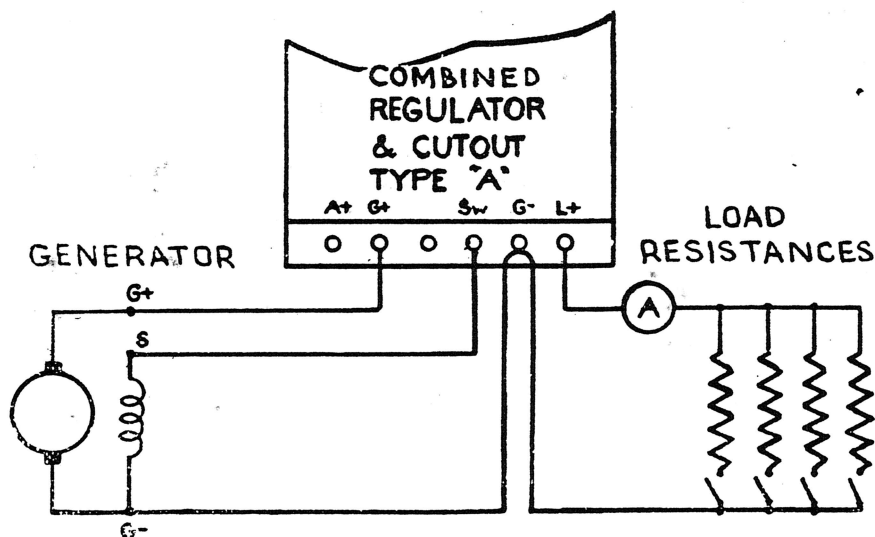 COMBINED
REGULATOR
& CUTOUT
TYPE "A"
A+ G+ SW G- L+
LOAD
RESISTANCES
GENERATOR
G+
A
S
G-